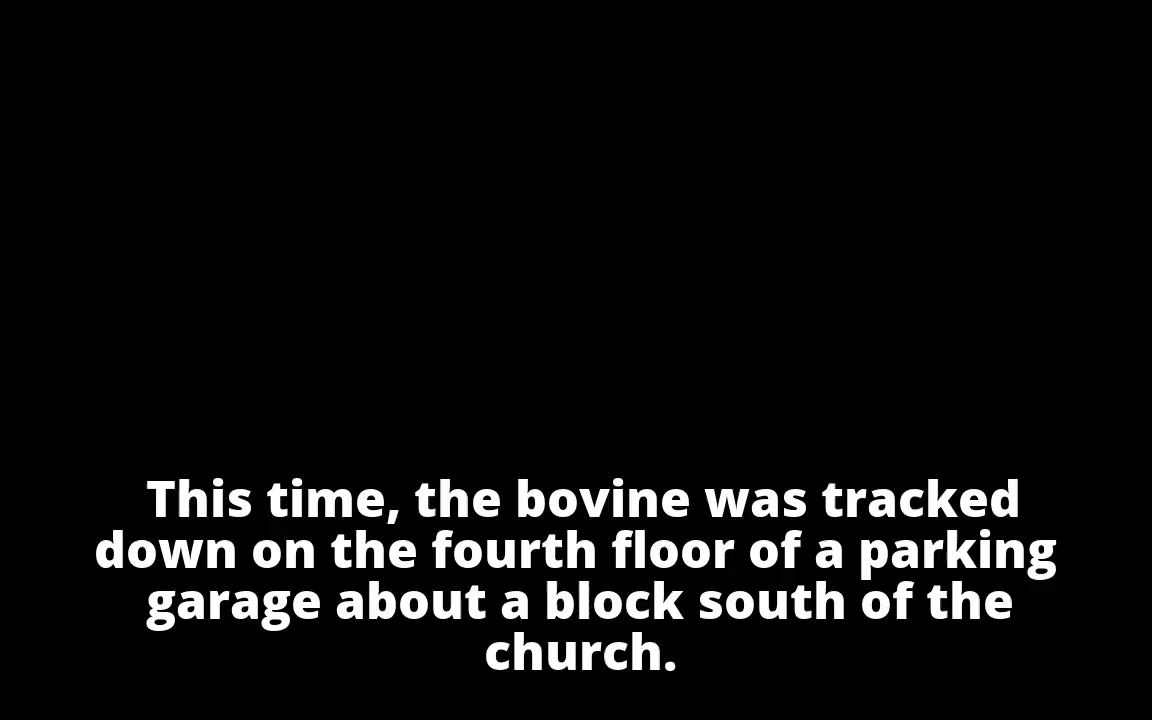 This time, the bovine was tracked
down on the fourth floor of a parking
garage about a block south of the
church.